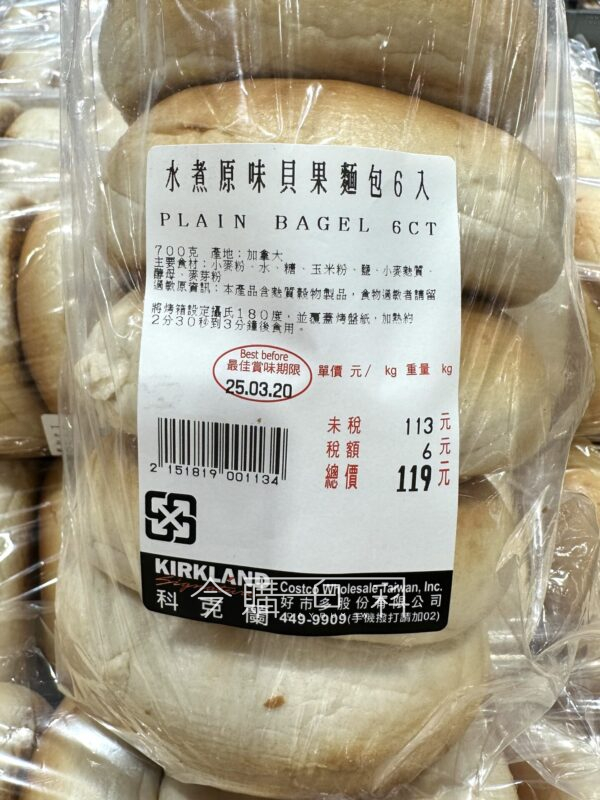 水煮原味貝果麵包6入
PLAIN BAGEL 6CT
700克 產地:加拿大
主要食材:小麥粉、水、糖、玉米粉、鹽、小麥麩質、
酵母、麥芽粉
過敏原資訊:本產品含麩質穀物製品,食物過敏者請留
將烤箱設定攝氏180度,並覆蓋烤盤紙,加熱約
2分30秒到3分鐘後食用。
Best before
最佳賞味期限
25.03.20
單價 元/ kg 重量 kg
未稅 113元
稅額 6元
總價 119元
2 151819 001134
KIRKLAND
Signature
科克蘭
Costco Wholesale Taiwan, Inc.
好市多股份有限公司
449-9909 (手機撥打請加02)